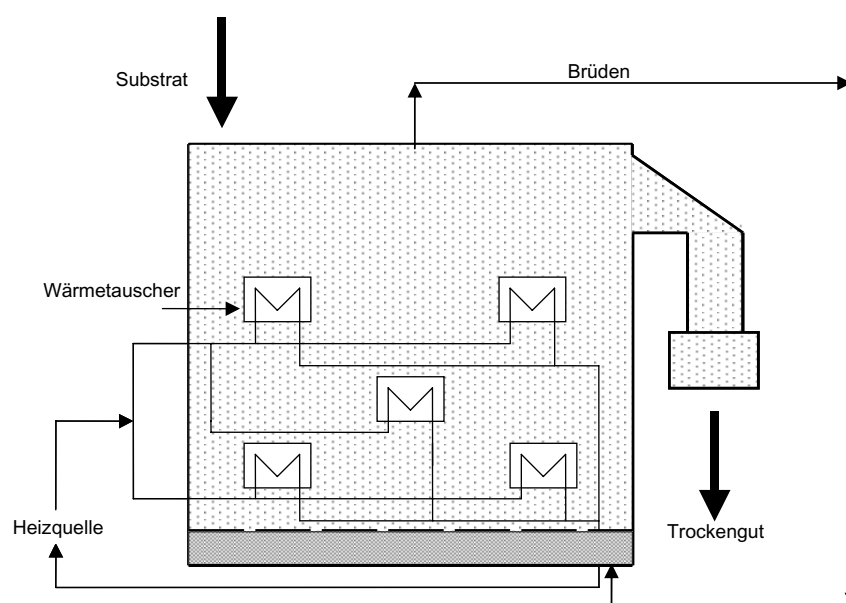 Substrat
Brüden
Wärmetauscher
Heizquelle
Trockengut